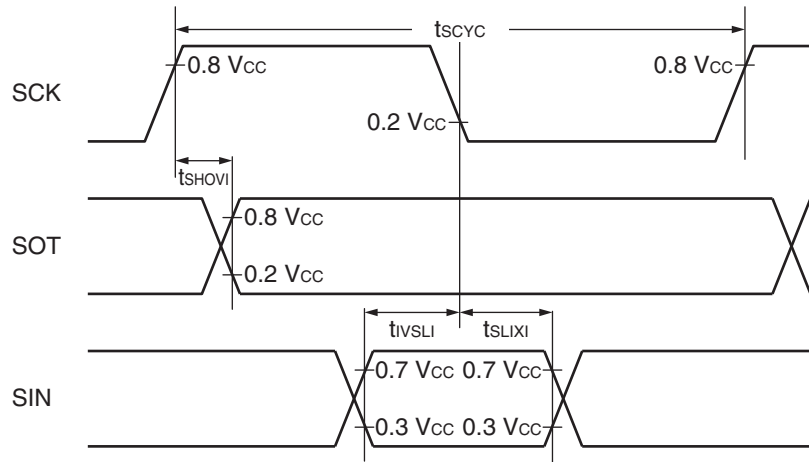 tSCYC
SCK
0.8 VCC
0.8 VCC
0.2 VCC
tSHOVI
SOT
0.8 VCC
0.2 VCC
tIVSLI
tSLIXI
SIN
0.7 VCC 0.7 VCC
0.3 VCC 0.3 VCC